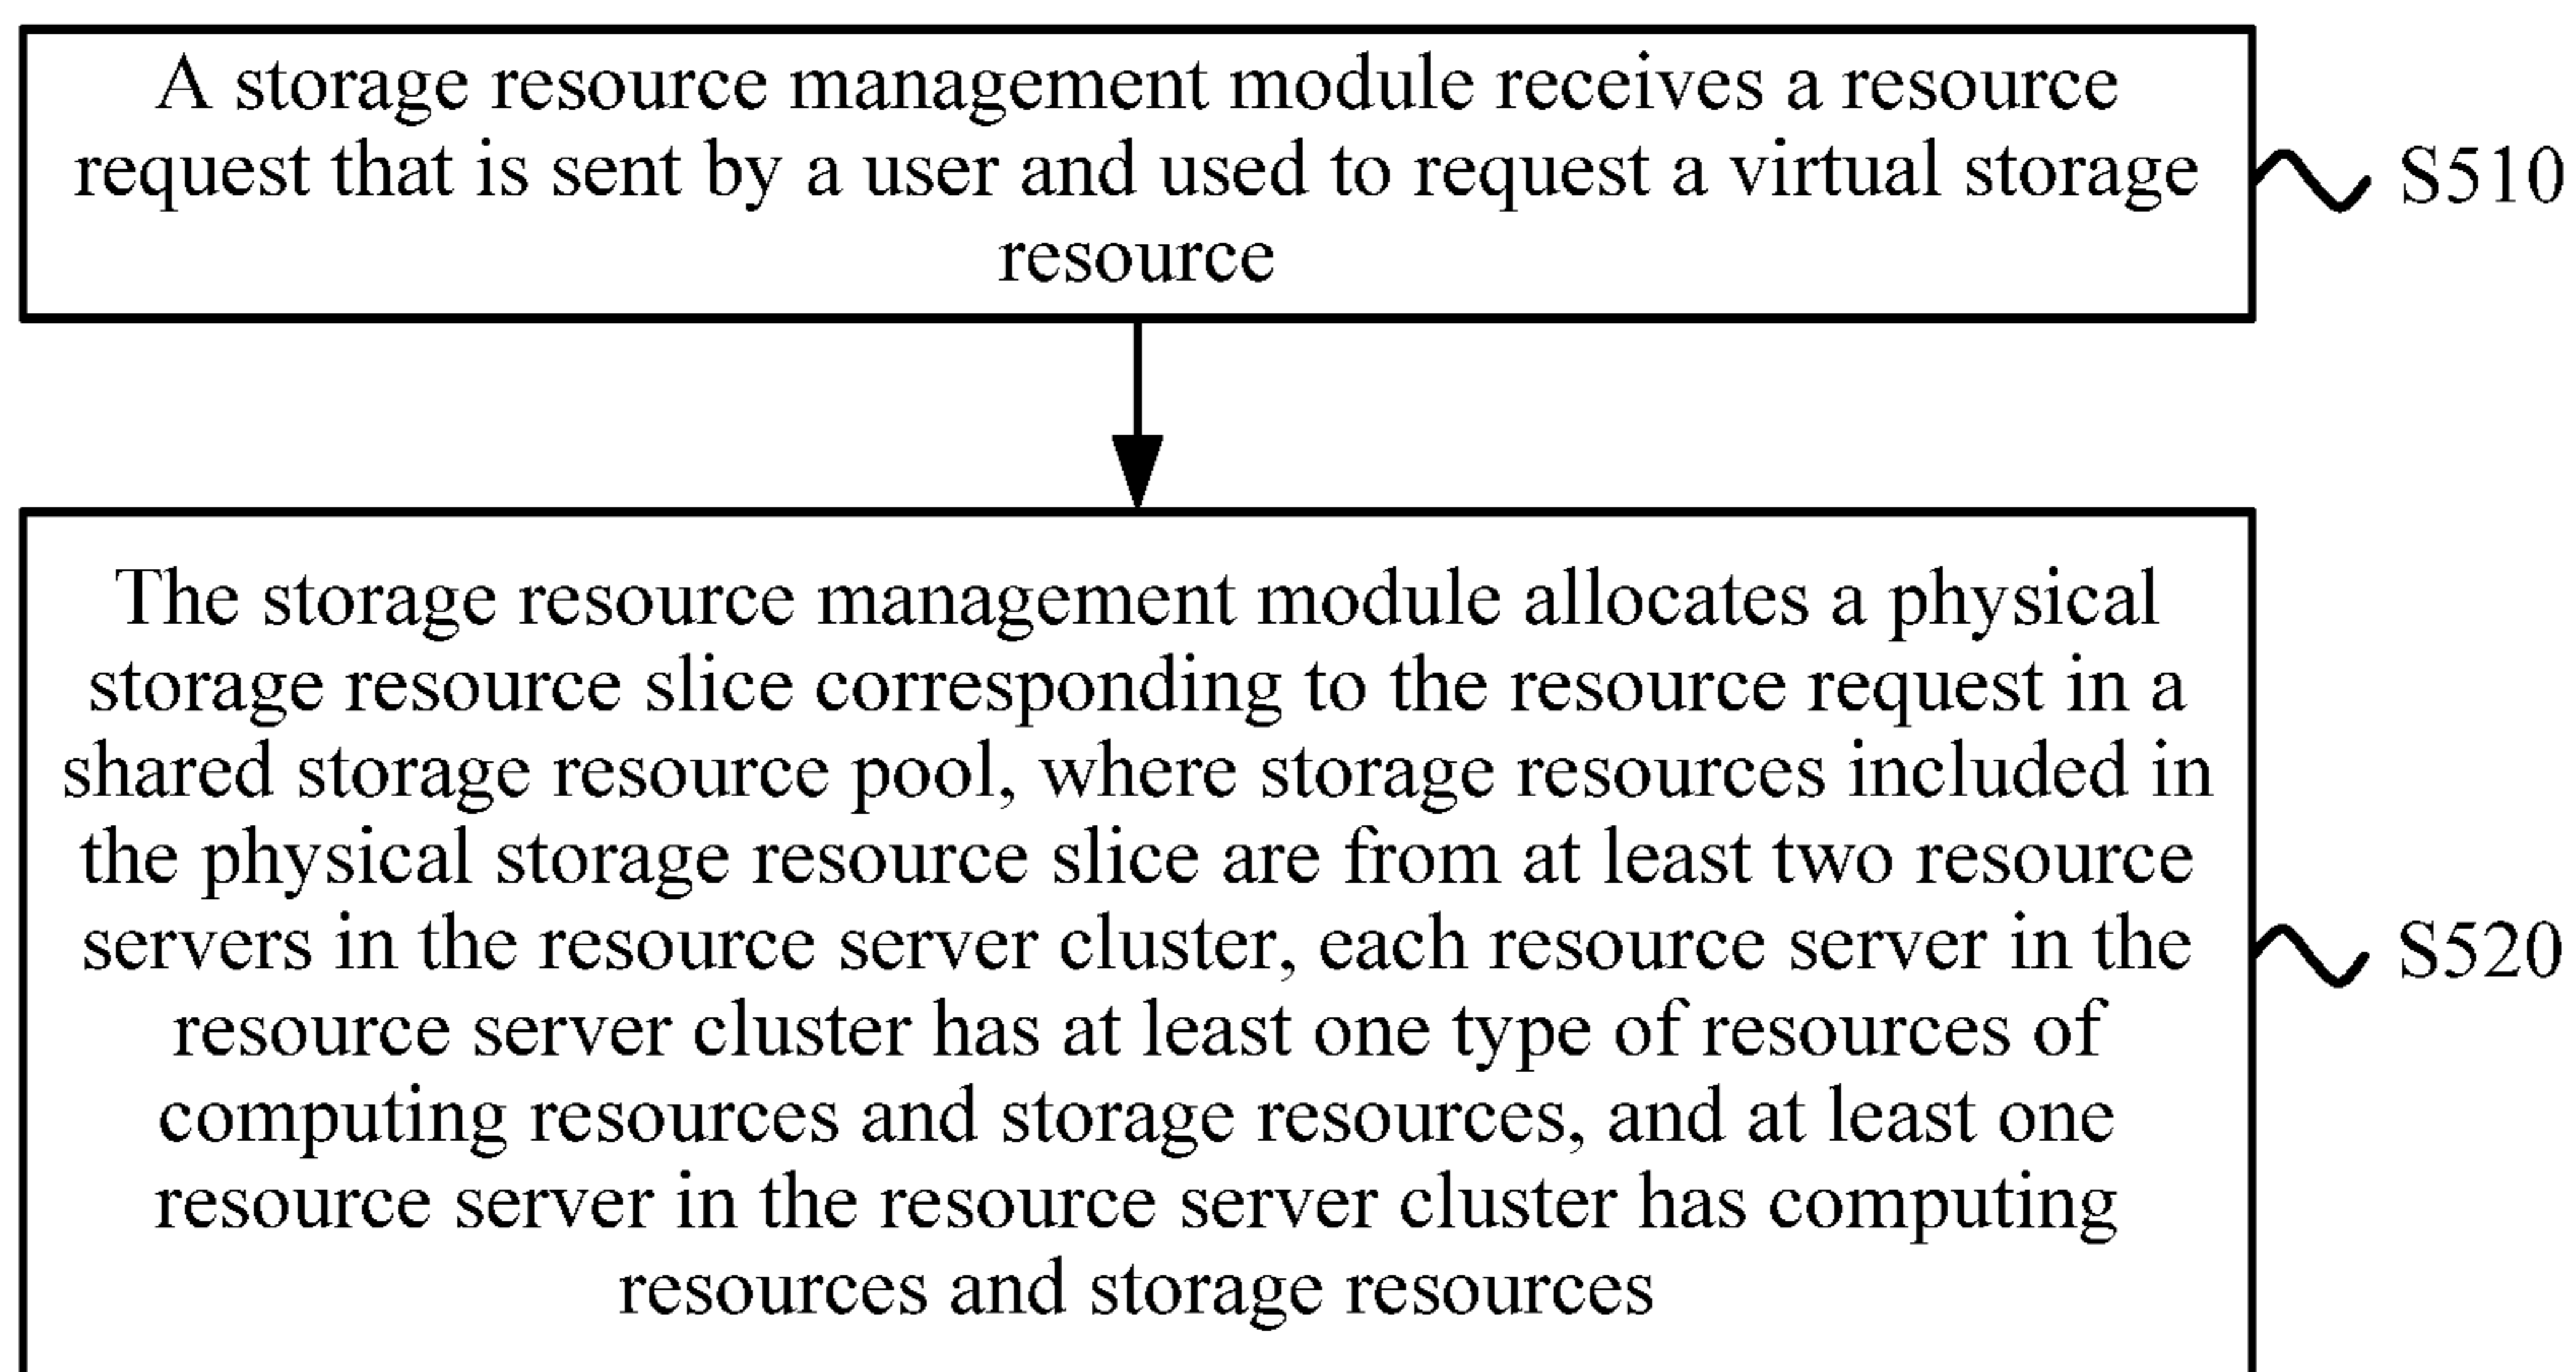 A storage resource management module receives a resource
request that is sent by a user and used to request a virtual storage
resource
S510
The storage resource management module allocates a physical
storage resource slice corresponding to the resource request in a
shared storage resource pool, where storage resources included in
the physical storage resource slice are from at least two resource
servers in the resource server cluster, each resource server in the
resource server cluster has at least one type of resources of
computing resources and storage resources, and at least one
resource server in the resource server cluster has computing
resources and storage resources
S520